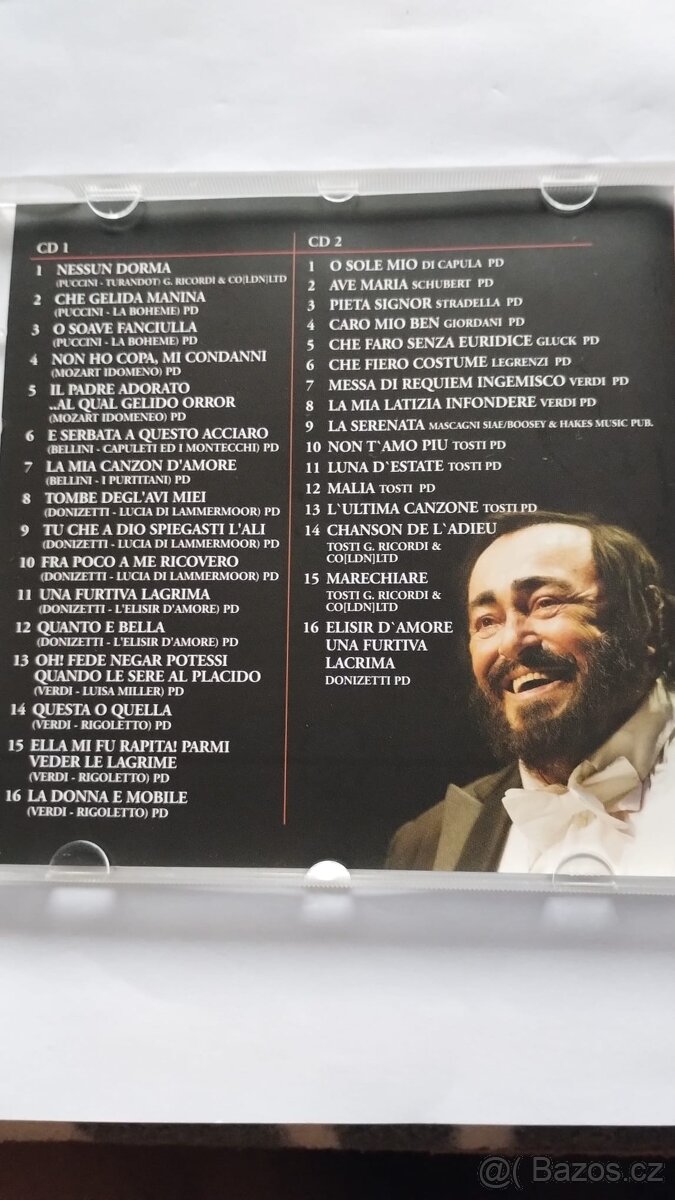 CD 1
1 NESSUN DORMA
(PUCCINI - TURANDOT) G. RICORDI & CO[LDN]LTD
2 CHE GELIDA MANINA
(PUCCINI - LA BOHEME) PD
3 O SOAVE FANCIULLA
(PUCCINI - LA BOHEME) PD
4 NON HO COPA, MI CONDANNI
(MOZART IDOMENO) PD
5 IL PADRE ADORATO
..AL QUAL GELIDO ORROR
(MOZART IDOMENEO) PD
6 E SERBATA A QUESTO ACCIARO
(BELLINI - CAPULETI ED I MONTECCHI) PD
7 LA MIA CANZON D'AMORE
(BELLINI - I PURTITANI) PD
8 TOMBE DEGL'AVI MIEI
(DONIZETTI - LUCIA DI LAMMERMOOR) PD
9 TU CHE A DIO SPIEGASTI L'ALI
(DONIZETTI - LUCIA DI LAMMERMOOR) PD
10 FRA POCO A ME RICOVERO
(DONIZETTI - LUCIA DI LAMMERMOOR) PD
11 UNA FURTIVA LAGRIMA
(DONIZETTI - L'ELISIR D'AMORE) PD
12 QUANTO E BELLA
(DONIZETTI - L'ELISIR D'AMORE) PD
13 OH! FEDE NEGAR POTESSI
QUANDO LE SERE AL PLACIDO
(VERDI - LUISA MILLER) PD
14 QUESTA O QUELLA
(VERDI - RIGOLETTO) PD
15 ELLA MI FU RAPITA! PARMI
VEDER LE LAGRIME
(VERDI - RIGOLETTO) PD
16 LA DONNA E MOBILE
(VERDI - RIGOLETTO) PD
CD 2
1 O SOLE MIO DI CAPULA PD
2 AVE MARIA SCHUBERT PD
3 PIETA SIGNOR STRADELLA PD
4 CARO MIO BEN GIORDANI PD
5 CHE FARO SENZA EURIDICE GLUCK PD
6 CHE FIERO COSTUME LEGRENZI PD
7 MESSA DI REQUIEM INGEMISCO VERDI PD
8 LA MIA LATIZIA INFONDERE VERDI PD
9 LA SERENATA MASCAGNI SIAE/BOOSEY & HAKES MUSIC PUB.
10 NON T`AMO PIU TOSTI PD
11 LUNA D`ESTATE TOSTI PD
12 MALIA TOSTI PD
13 L`ULTIMA CANZONE TOSTI PD
14 CHANSON DE L`ADIEU
TOSTI G. RICORDI &
CO[LDN]LTD
15 MARECHIARE
TOSTI G. RICORDI &
CO[LDN]LTD
16 ELISIR D`AMORE
UNA FURTIVA
LACRIMA
DONIZETTI PD
@( Bazos.cz